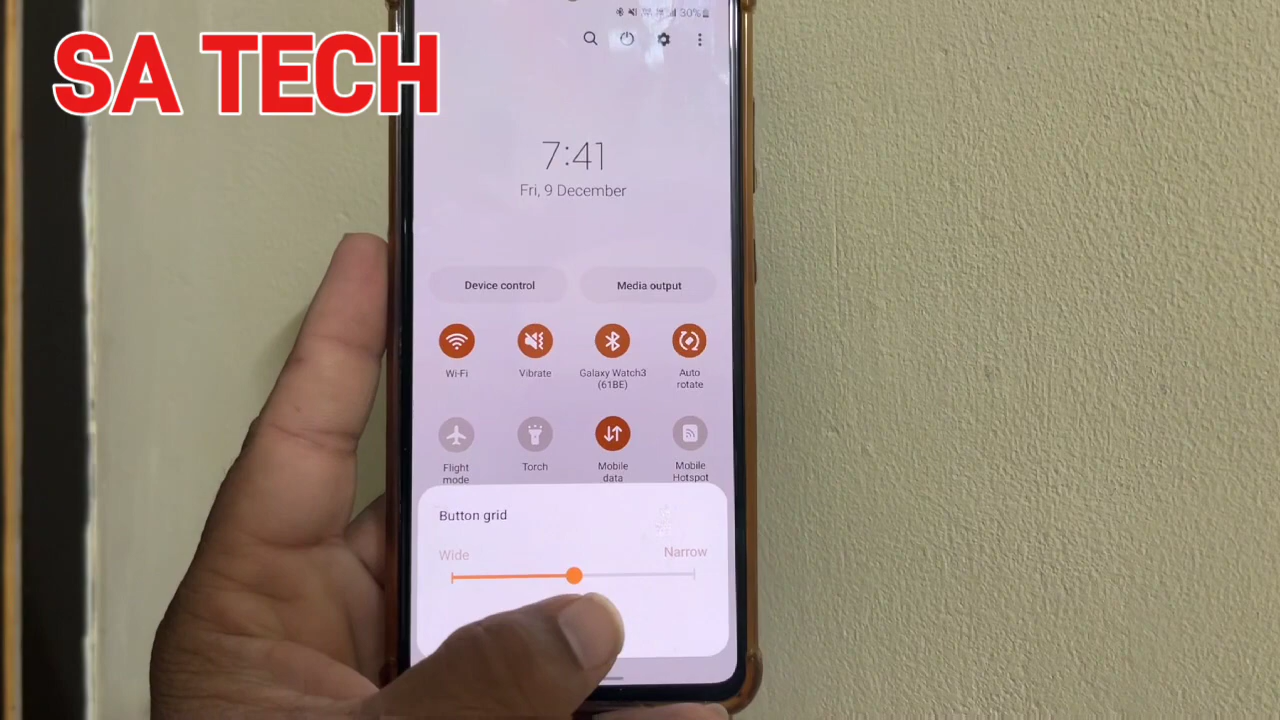 SA TECH
30%
7:41
Fri, 9 December
Device control
Media output
Wi-Fi
Vibrate
Galaxy Watch3
(61BE)
Auto
rotate
Flight
mode
Torch
Mobile
data
Mobile
Hotspot
Button grid
Wide
Narrow